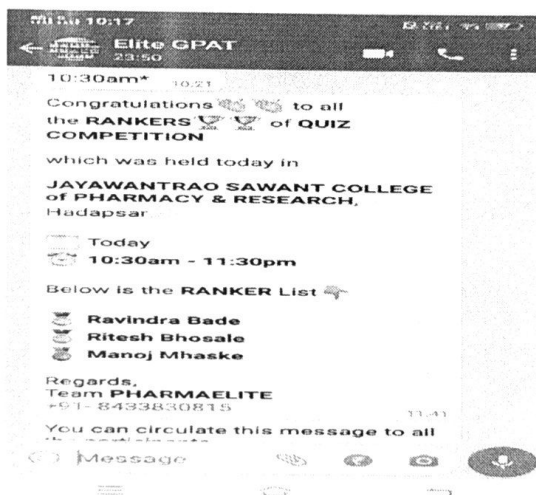 10:17
Elite GPAT
23:50
10:30am*
10:21
Congratulations to all
the RANKERS of QUIZ
COMPETITION
which was held today in
JAYAWANTRAO SAWANT COLLEGE
of PHARMACY & RESEARCH,
Hadapsar
Today
10:30am - 11:30pm
Below is the RANKER List
Ravindra Bade
Ritesh Bhosale
Manoj Mhaske
Regards,
Team PHARMAELITE
+91- 8433830815
11:41
You can circulate this message to all
Message